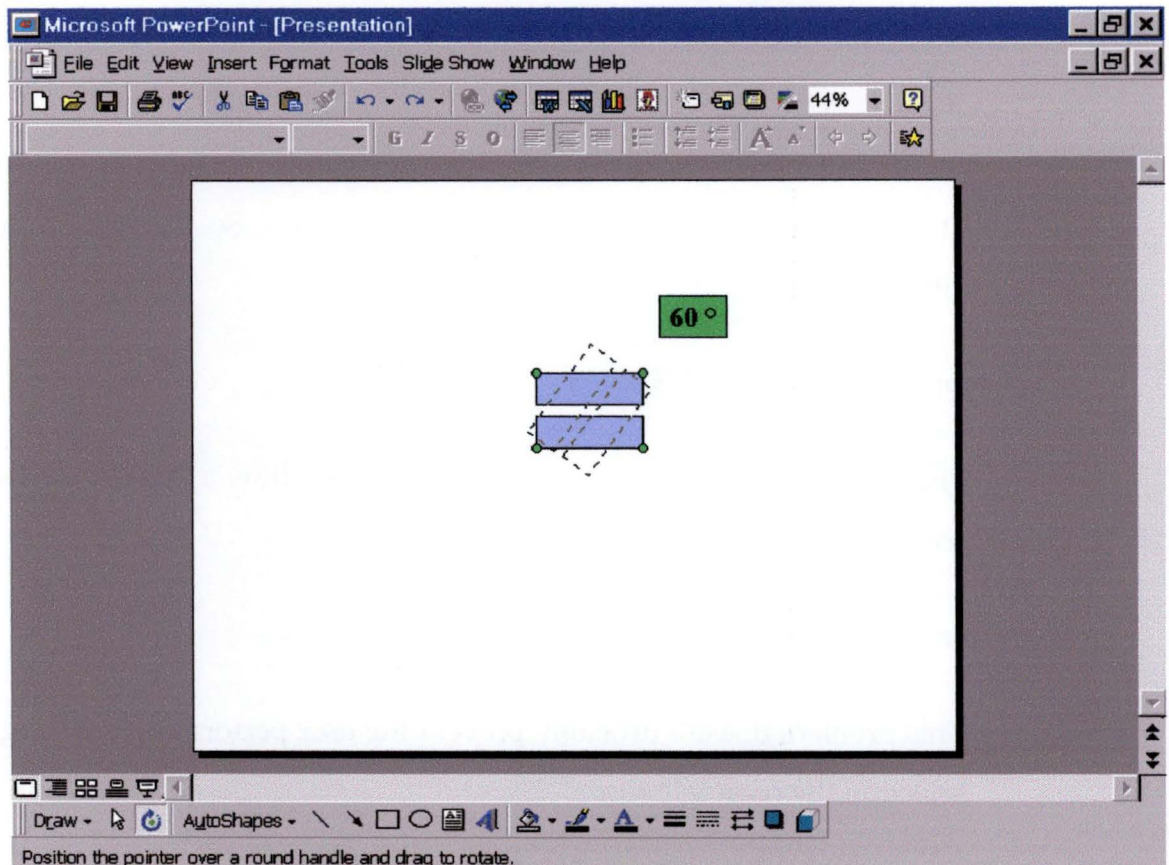 Microsoft PowerPoint - [Presentation]
File Edit View Insert Format Tools Slide Show Window Help
ABC
44%
G I S O A A
60 °
Draw AutoShapes A A
Position the pointer over a round handle and drag to rotate.